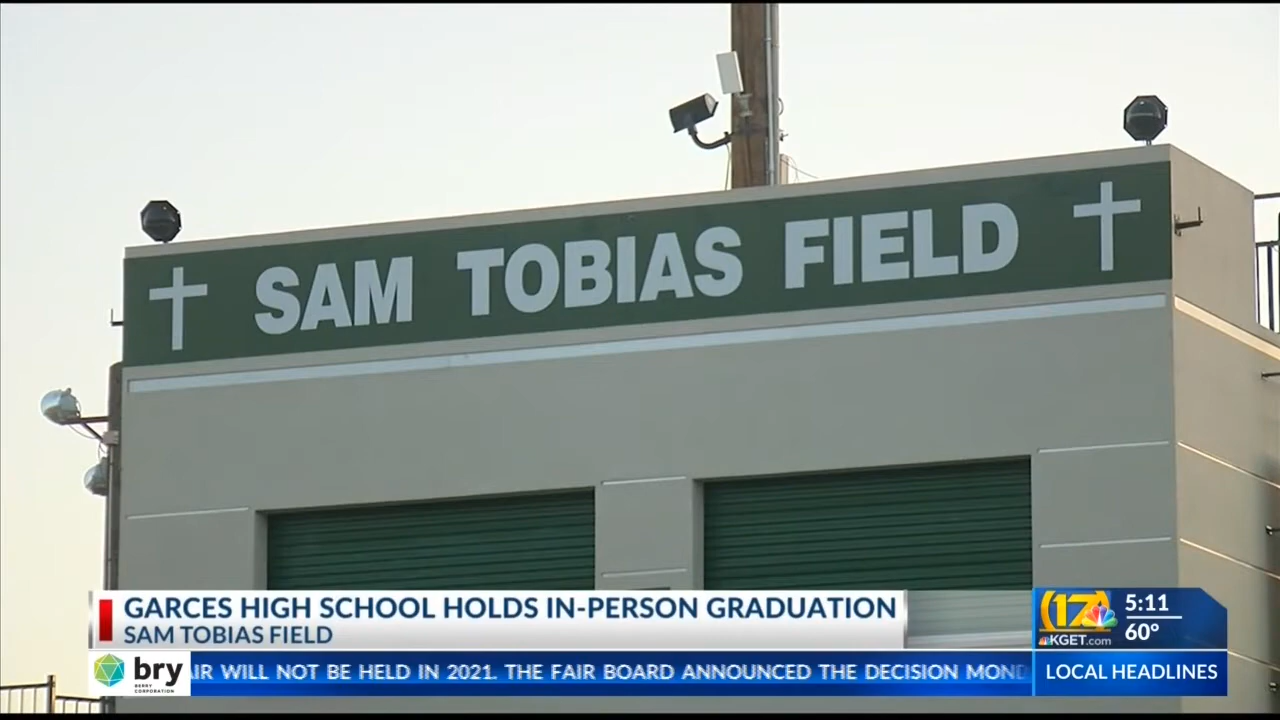 SAM TOBIAS FIELD
GARCES HIGH SCHOOL HOLDS IN-PERSON GRADUATION
SAM TOBIAS FIELD
17
KGET.com
5:11
60°
bry
BERRY CORPORATION
AIR WILL NOT BE HELD IN 2021. THE FAIR BOARD ANNOUNCED THE DECISION MOND
LOCAL HEADLINES